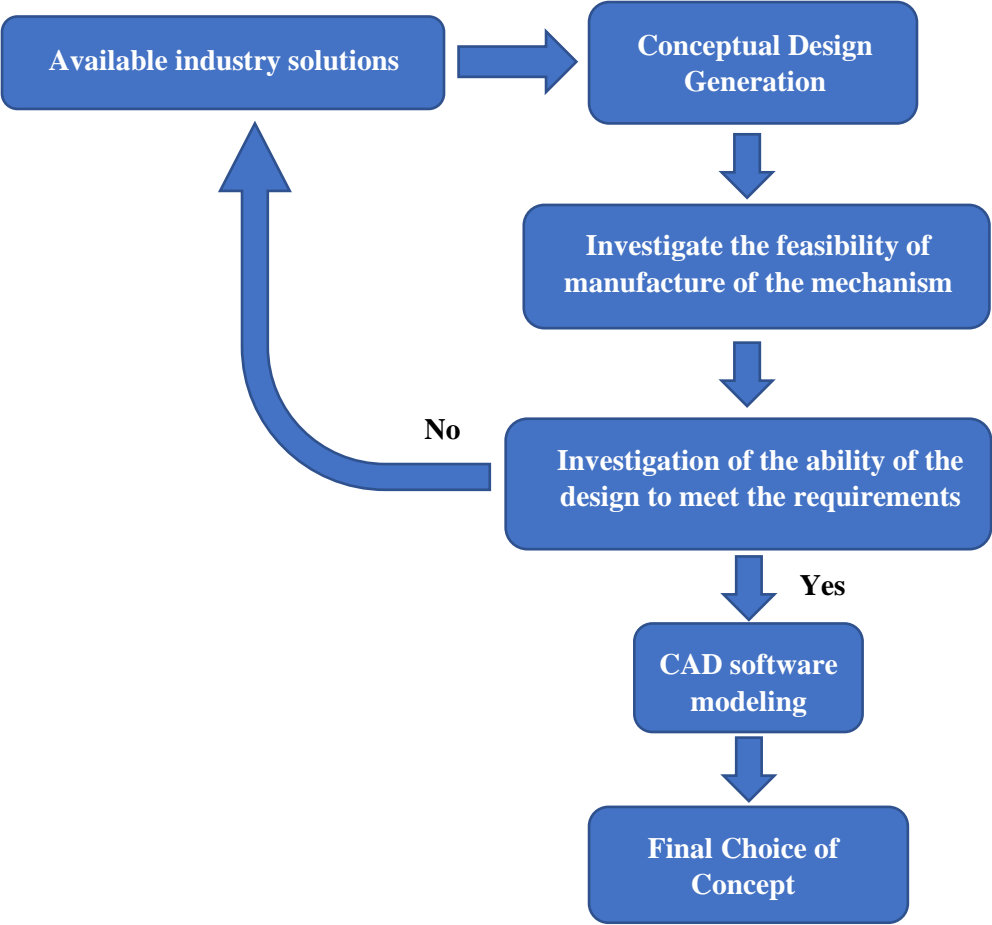 Available industry solutions
Conceptual Design
Generation
Investigate the feasibility of
manufacture of the mechanism
No
Investigation of the ability of the
design to meet the requirements
Yes
CAD software
modeling
Final Choice of
Concept